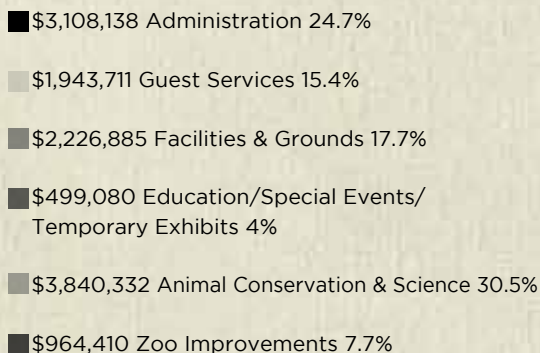 $3,108,138 Administration 24.7%
$1,943,711 Guest Services 15.4%
$2,226,885 Facilities & Grounds 17.7%
$499,080 Education/Special Events/
Temporary Exhibits 4%
$3,840,332 Animal Conservation & Science 30.5%
$964,410 Zoo Improvements 7.7%